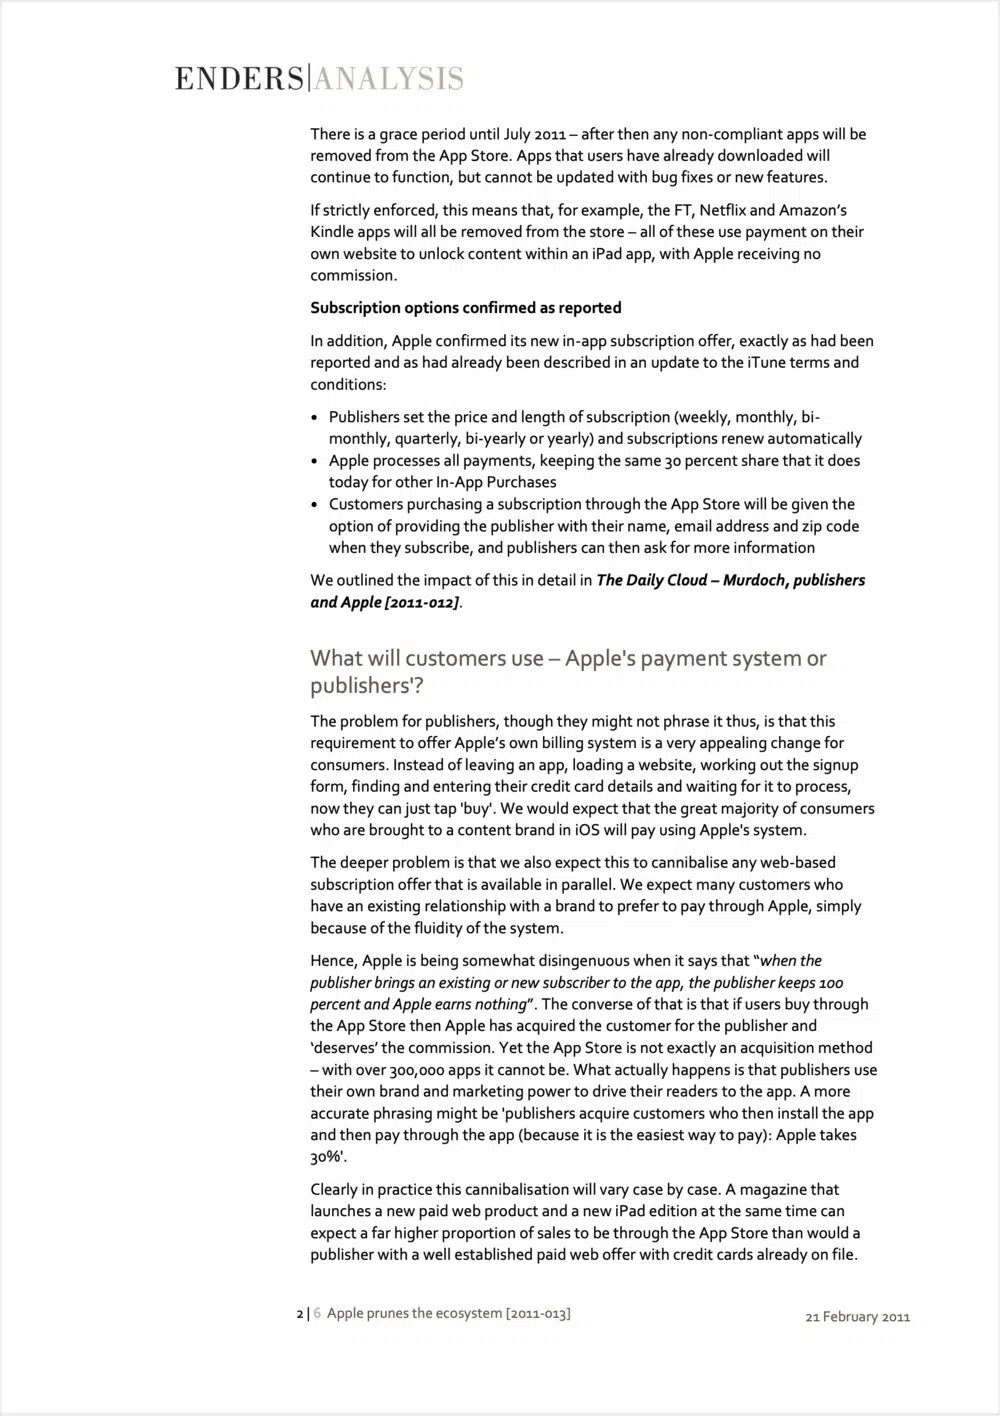 ENDERS|ANALYSIS
There is a grace period until July 2011 – after then any non-compliant apps will be
removed from the App Store. Apps that users have already downloaded will
continue to function, but cannot be updated with bug fixes or new features.
If strictly enforced, this means that, for example, the FT, Netflix and Amazon’s
Kindle apps will all be removed from the store – all of these use payment on their
own website to unlock content within an iPad app, with Apple receiving no
commission.
Subscription options confirmed as reported
In addition, Apple confirmed its new in-app subscription offer, exactly as had been
reported and as had already been described in an update to the iTune terms and
conditions:
• Publishers set the price and length of subscription (weekly, monthly, bi-
monthly, quarterly, bi-yearly or yearly) and subscriptions renew automatically
• Apple processes all payments, keeping the same 30 percent share that it does
today for other In-App Purchases
• Customers purchasing a subscription through the App Store will be given the
option of providing the publisher with their name, email address and zip code
when they subscribe, and publishers can then ask for more information
We outlined the impact of this in detail in The Daily Cloud – Murdoch, publishers
and Apple [2011-012].
What will customers use – Apple's payment system or
publishers'?
The problem for publishers, though they might not phrase it thus, is that this
requirement to offer Apple’s own billing system is a very appealing change for
consumers. Instead of leaving an app, loading a website, working out the signup
form, finding and entering their credit card details and waiting for it to process,
now they can just tap 'buy'. We would expect that the great majority of consumers
who are brought to a content brand in iOS will pay using Apple's system.
The deeper problem is that we also expect this to cannibalise any web-based
subscription offer that is available in parallel. We expect many customers who
have an existing relationship with a brand to prefer to pay through Apple, simply
because of the fluidity of the system.
Hence, Apple is being somewhat disingenuous when it says that “when the
publisher brings an existing or new subscriber to the app, the publisher keeps 100
percent and Apple earns nothing”. The converse of that is that if users buy through
the App Store then Apple has acquired the customer for the publisher and
‘deserves’ the commission. Yet the App Store is not exactly an acquisition method
– with over 300,000 apps it cannot be. What actually happens is that publishers use
their own brand and marketing power to drive their readers to the app. A more
accurate phrasing might be 'publishers acquire customers who then install the app
and then pay through the app (because it is the easiest way to pay): Apple takes
30%'.
Clearly in practice this cannibalisation will vary case by case. A magazine that
launches a new paid web product and a new iPad edition at the same time can
expect a far higher proportion of sales to be through the App Store than would a
publisher with a well established paid web offer with credit cards already on file.
2 | 6 Apple prunes the ecosystem [2011-013]
21 February 2011